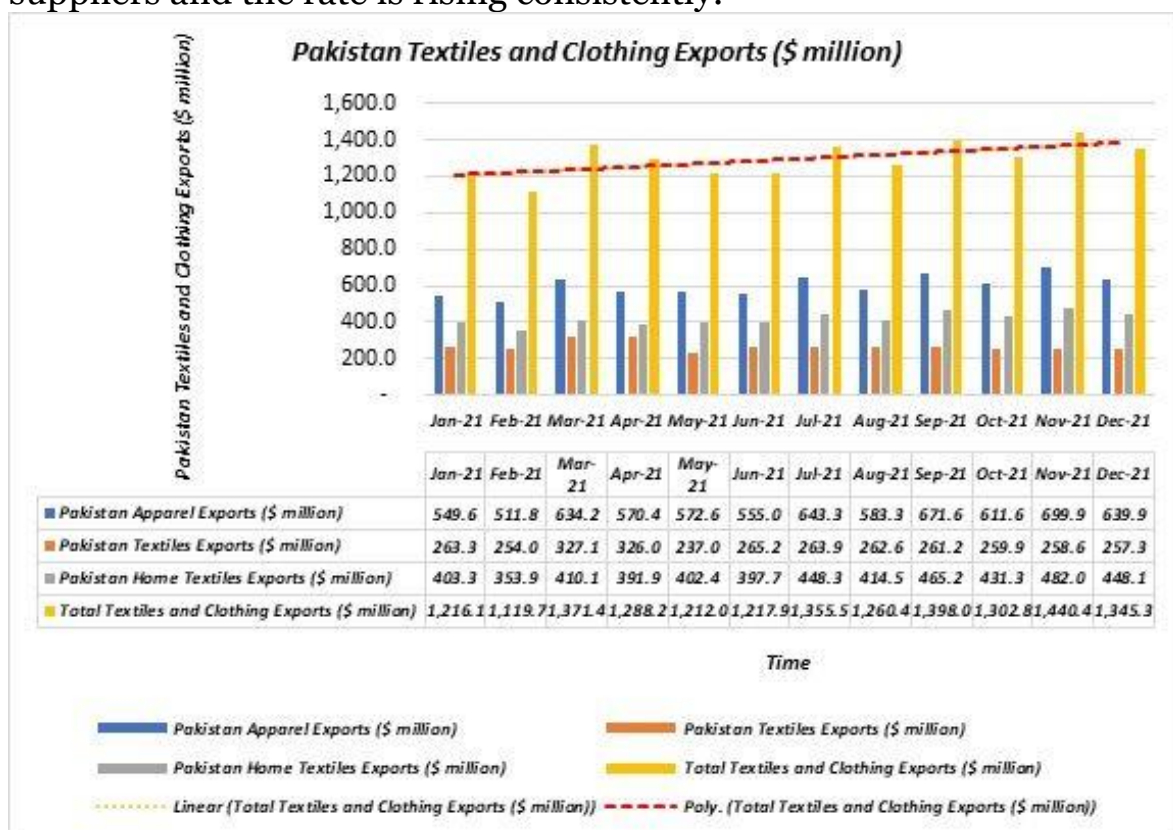 suppliers and the rate is rising consistently.
Pakistan Textiles and Clothing Exports ($ million)
Pakistan Textiles and Clothing Exports ($ million)
1,600.0
1,400.0
1,200.0
1,000.0
800.0
600.0
400.0
200.0
-
Jan-21 Feb-21 Mar-21 Apr-21 May-21 Jun-21 Jul-21 Aug-21 Sep-21 Oct-21 Nov-21 Dec-21
Jan-21 Feb-21 Mar-21 Apr-21 May-21 Jun-21 Jul-21 Aug-21 Sep-21 Oct-21 Nov-21 Dec-21
Pakistan Apparel Exports ($ million) 549.6 511.8 634.2 570.4 572.6 555.0 643.3 583.3 671.6 611.6 699.9 639.9
Pakistan Textiles Exports ($ million) 263.3 254.0 327.1 326.0 237.0 265.2 263.9 262.6 261.2 259.9 258.6 257.3
Pakistan Home Textiles Exports ($ million) 403.3 353.9 410.1 391.9 402.4 397.7 448.3 414.5 465.2 431.3 482.0 448.1
Total Textiles and Clothing Exports ($ million) 1,216.1 1,119.7 1,371.4 1,288.2 1,212.0 1,217.9 1,355.5 1,260.4 1,398.0 1,302.8 1,440.4 1,345.3
Time
Pakistan Apparel Exports ($ million) Pakistan Textiles Exports ($ million)
Pakistan Home Textiles Exports ($ million) Total Textiles and Clothing Exports ($ million)
Linear (Total Textiles and Clothing Exports ($ million)) Poly. (Total Textiles and Clothing Exports ($ million))